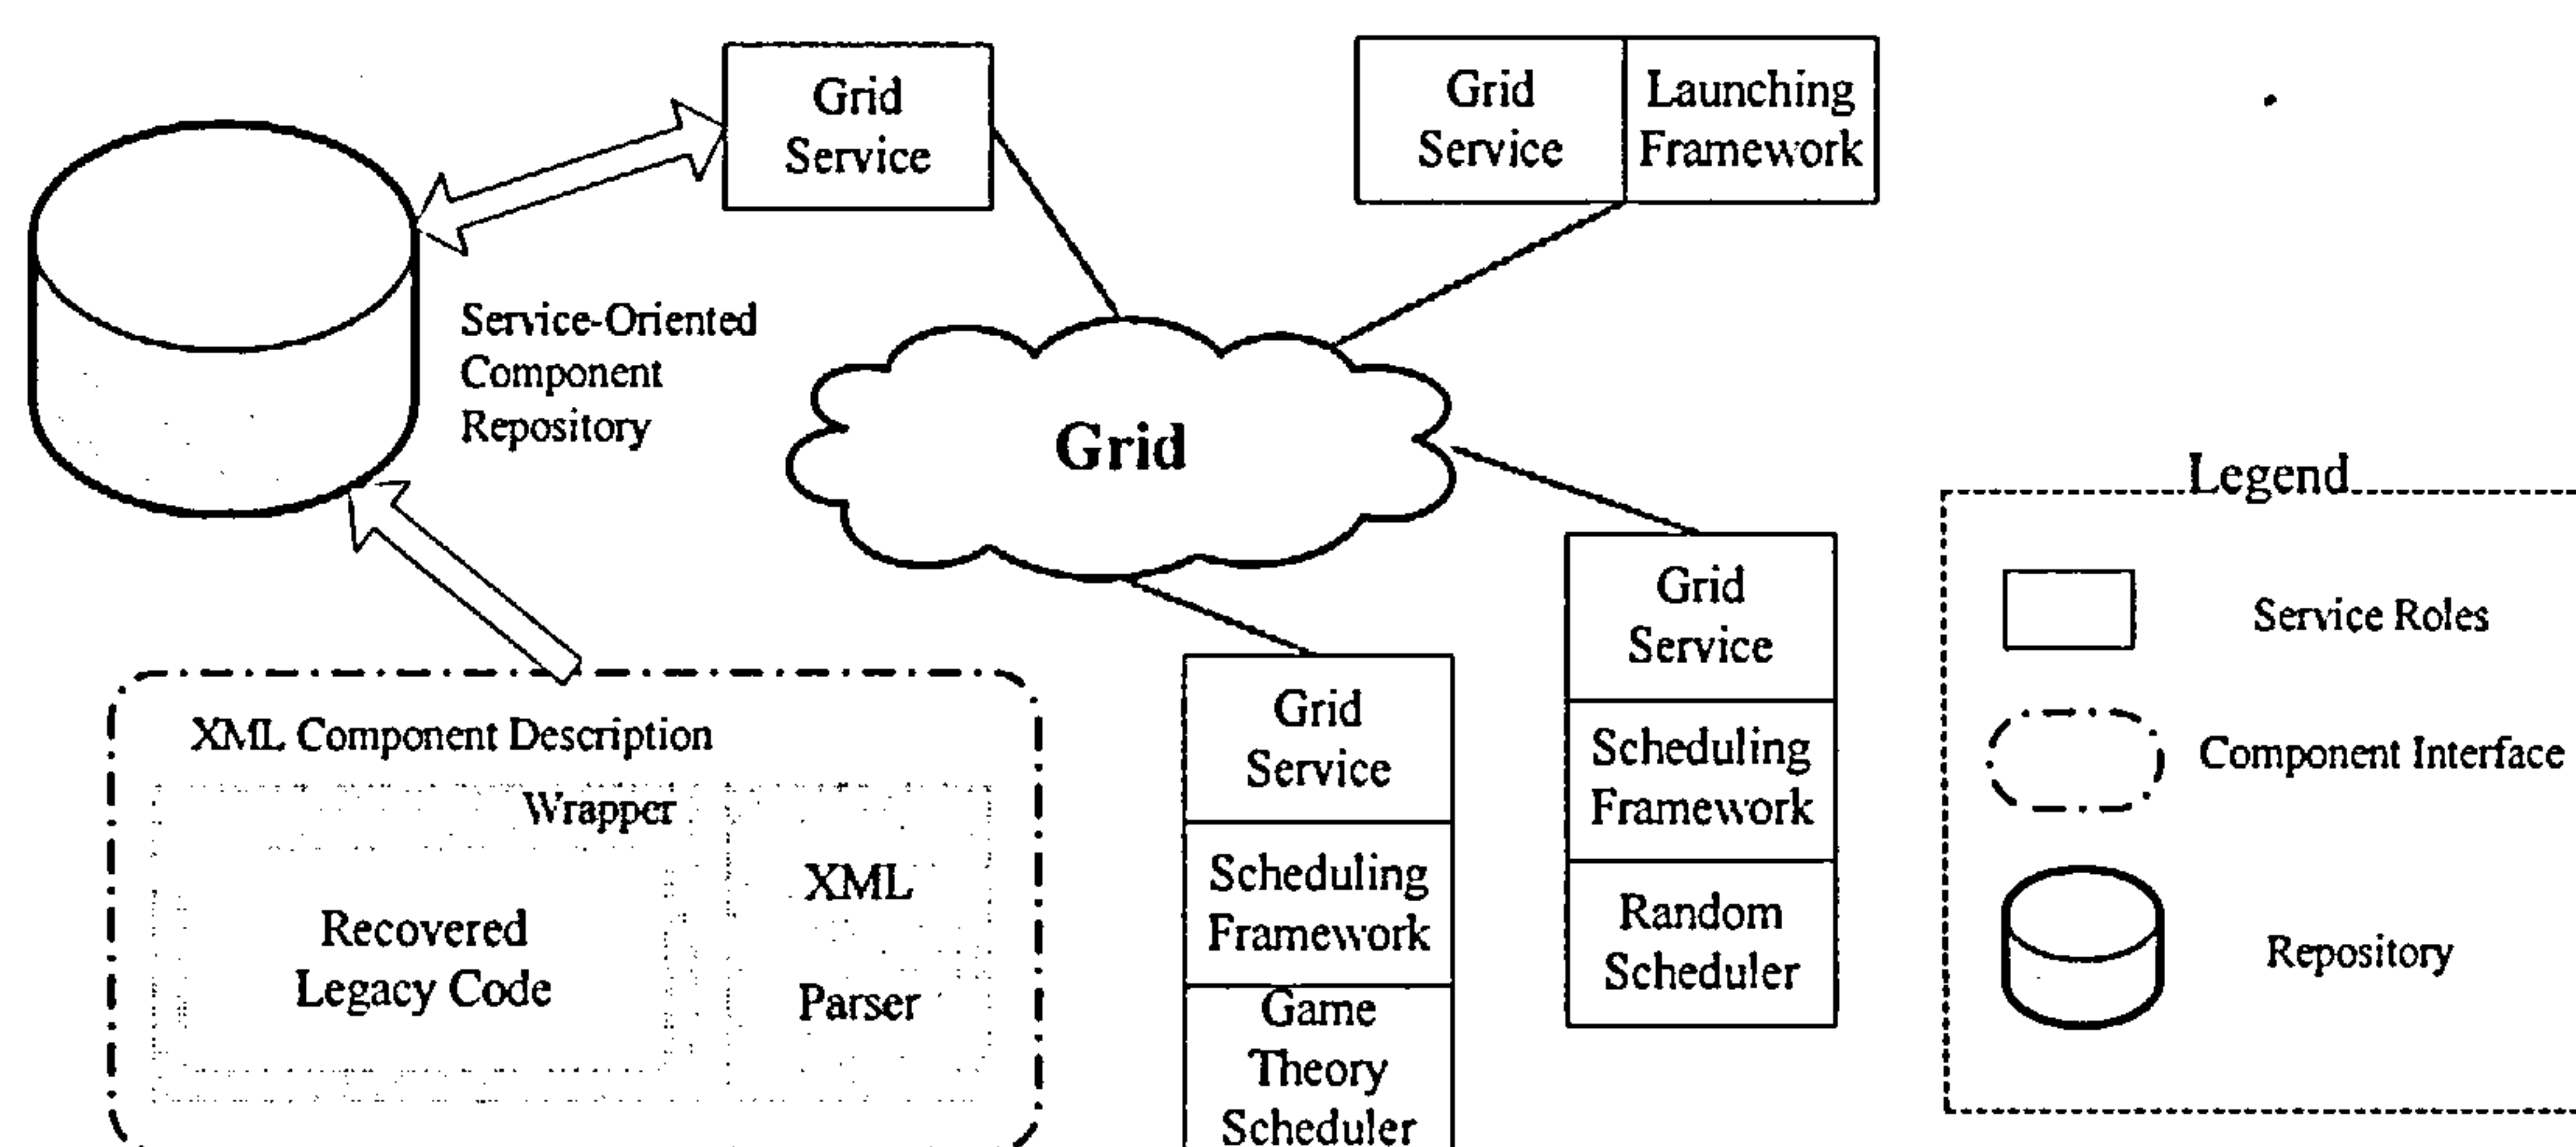 Grid
Service
Grid
Service
Launching
Framework
Service-Oriented
Component
Repository
Grid
Legend
Service Roles
Component Interface
Repository
Grid
Service
Scheduling
Framework
Random
Scheduler
Grid
Service
Scheduling
Framework
Game
Theory
Scheduler
XML Component Description
Wrapper
Recovered
Legacy Code
XML
Parser